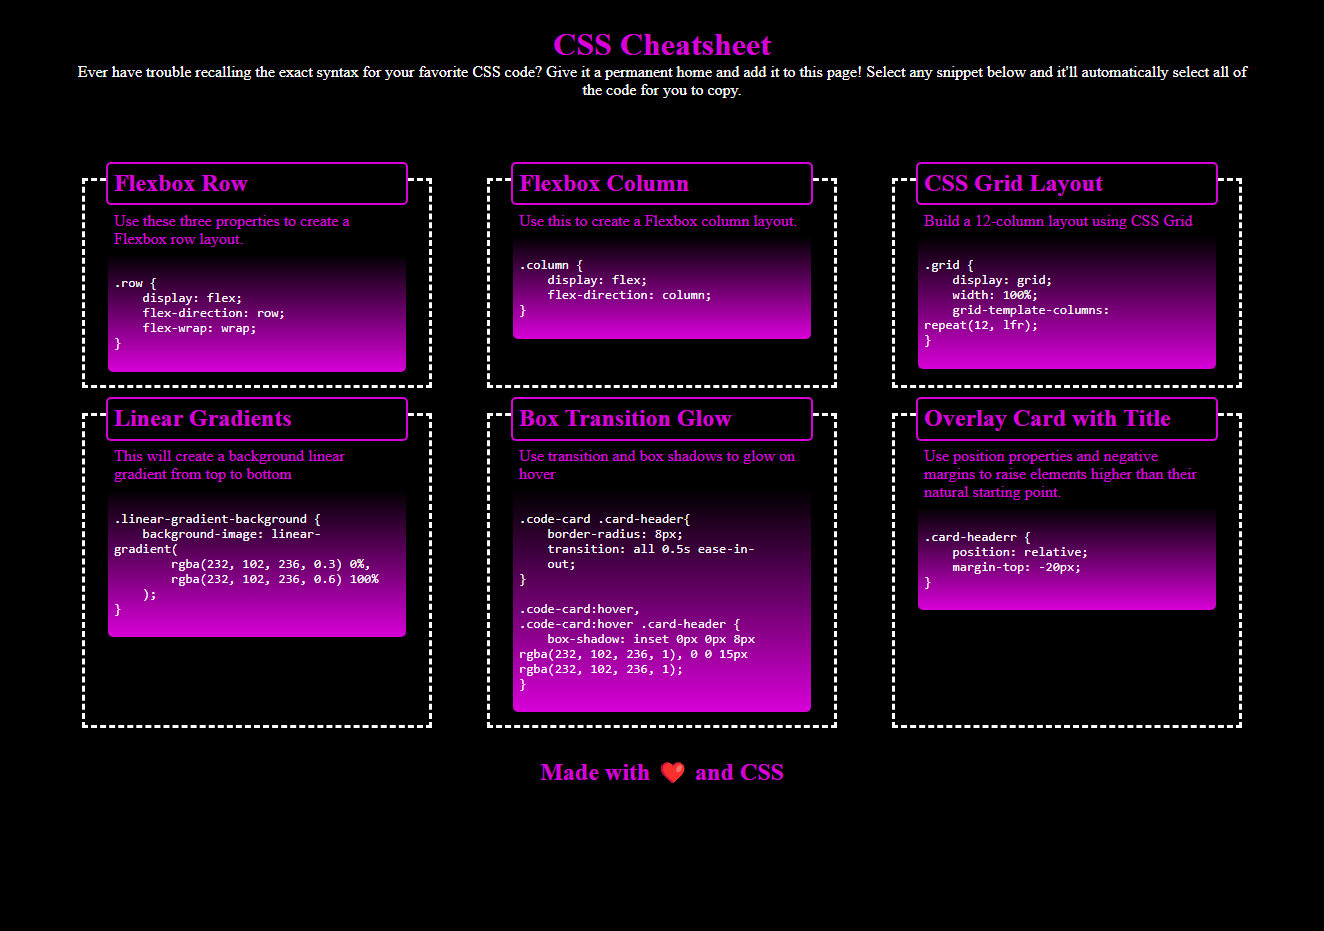 CSS Cheatsheet
Ever have trouble recalling the exact syntax for your favorite CSS code? Give it a permanent home and add it to this page! Select any snippet below and it'll automatically select all of
the code for you to copy.
Flexbox Row
Use these three properties to create a
Flexbox row layout.
.row {
    display: flex;
    flex-direction: row;
    flex-wrap: wrap;
}
Flexbox Column
Use this to create a Flexbox column layout.
.column {
    display: flex;
    flex-direction: column;
}
CSS Grid Layout
Build a 12-column layout using CSS Grid
.grid {
    display: grid;
    width: 100%;
    grid-template-columns:
repeat(12, lfr);
}
Linear Gradients
This will create a background linear
gradient from top to bottom
.linear-gradient-background {
    background-image: linear-
gradient(
        rgba(232, 102, 236, 0.3) 0%,
        rgba(232, 102, 236, 0.6) 100%
    );
}
Box Transition Glow
Use transition and box shadows to glow on
hover
.code-card .card-header{
    border-radius: 8px;
    transition: all 0.5s ease-in-
    out;
}
.code-card:hover,
.code-card:hover .card-header {
    box-shadow: inset 0px 0px 8px
rgba(232, 102, 236, 1), 0 0 15px
rgba(232, 102, 236, 1);
}
Overlay Card with Title
Use position properties and negative
margins to raise elements higher than their
natural starting point.
.card-headerr {
    position: relative;
    margin-top: -20px;
}
Made with ❤️ and CSS